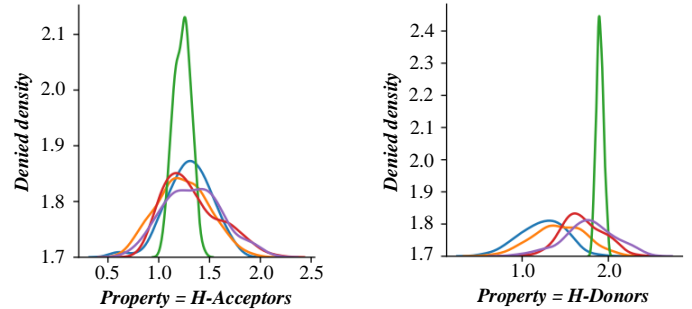 Denied density
2.1
2.0
1.9
1.8
1.7
0.5 1.0 1.5 2.0 2.5
Property = H-Acceptors
Denied density
2.4
2.3
2.2
2.1
2.0
1.9
1.8
1.7
1.0 2.0
Property = H-Donors